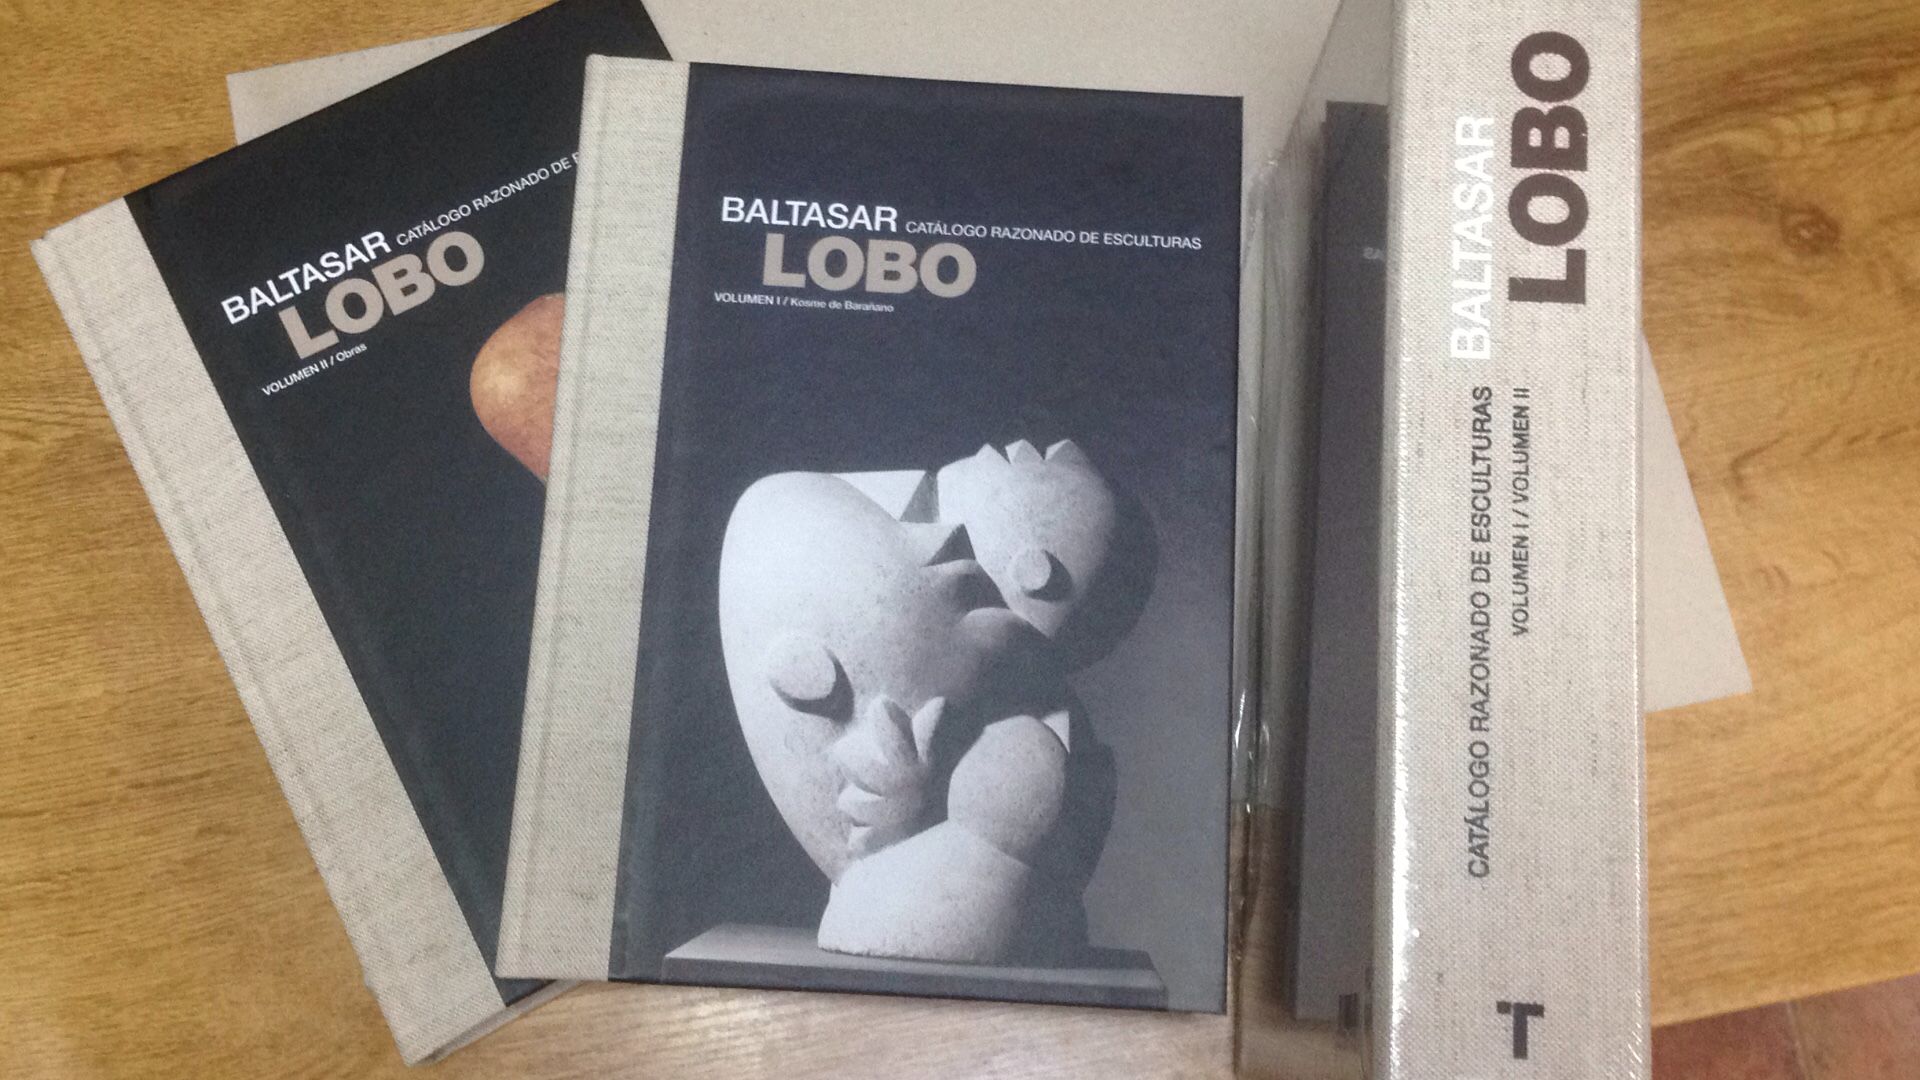 BALTASAR CATÁLOGO RAZONADO DE
LOBO
VOLUMEN II / Obras
BALTASAR CATÁLOGO RAZONADO DE ESCULTURAS
LOBO
VOLUMEN I / Kosme de Barañano
CATÁLOGO RAZONADO DE ESCULTURAS BALTASAR
VOLUMEN I / VOLUMEN II LOBO
T